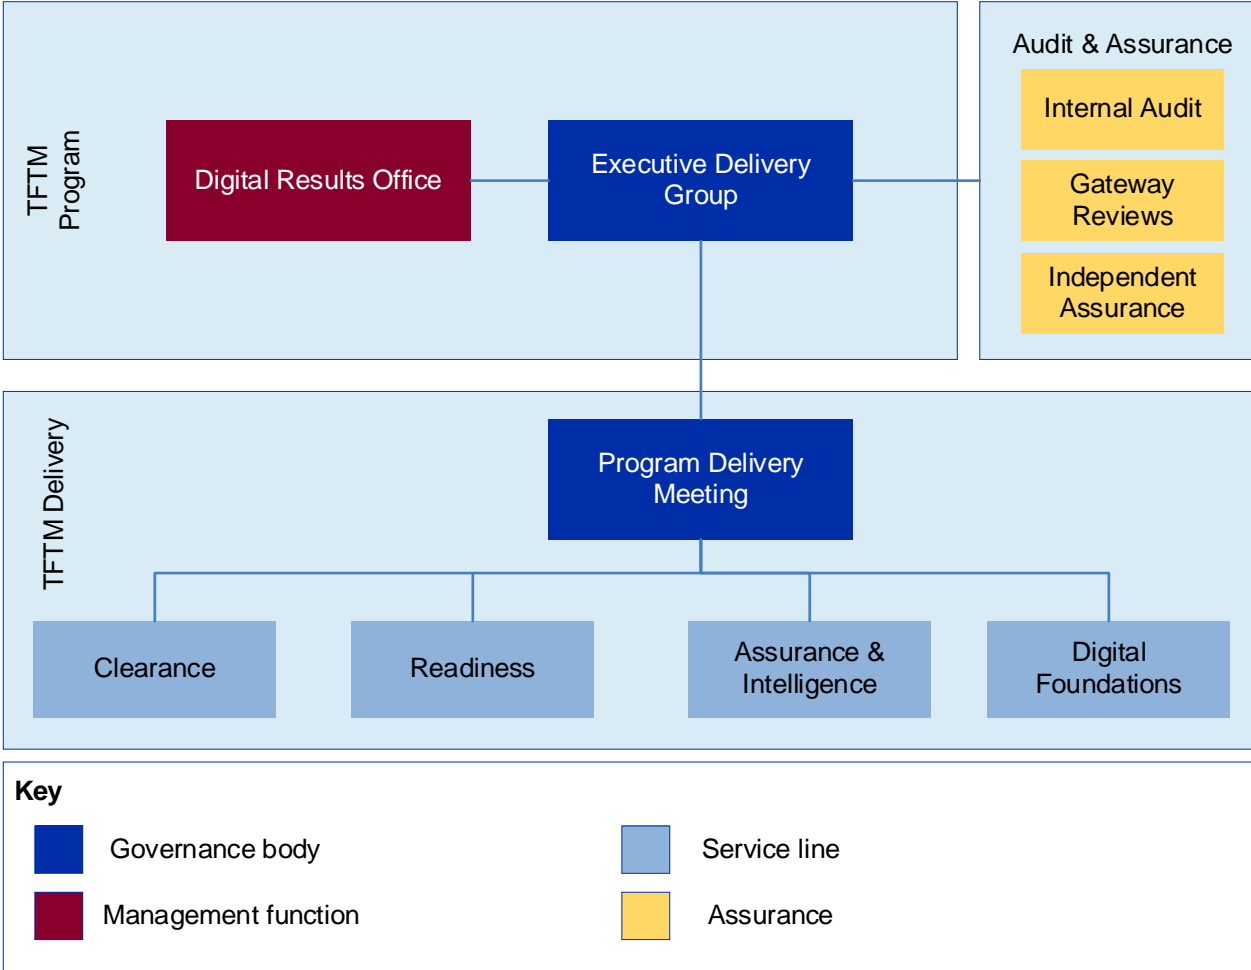 TFTM
Program
Digital Results Office
Executive Delivery
Group
Audit & Assurance
Internal Audit
Gateway
Reviews
Independent
Assurance
TFTM Delivery
Program Delivery
Meeting
Clearance
Readiness
Assurance &
Intelligence
Digital
Foundations
Key
Governance body
Service line
Management function
Assurance